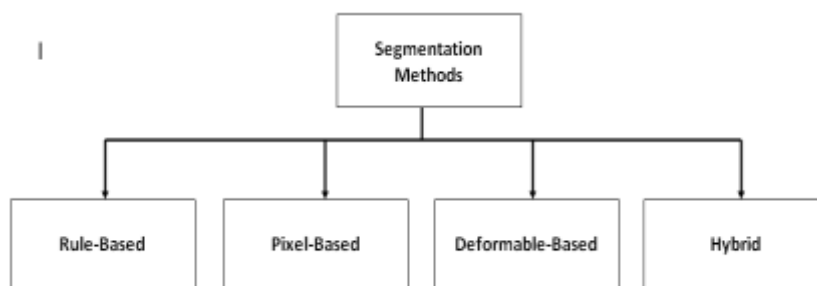 Segmentation
Methods
Rule-Based
Pixel-Based
Deformable-Based
Hybrid